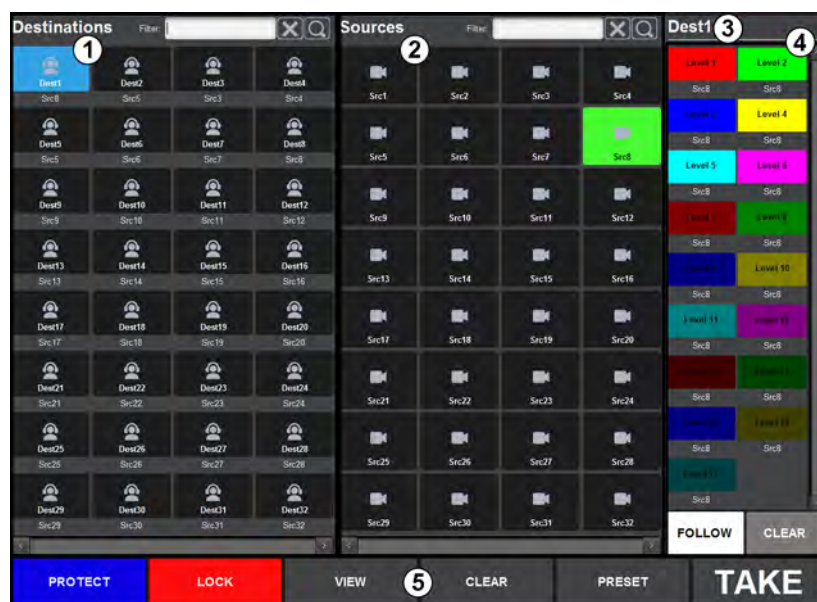 Destinations Filter: Sources Filter: Dest1
1 2 3 4
Dest1 Dest2 Dest3 Dest4
Src8 Src5 Src3 Src4
Dest5 Dest6 Dest7 Dest8
Src5 Src6 Src7 Src8
Dest9 Dest10 Dest11 Dest12
Src9 Src10 Src11 Src12
Dest13 Dest14 Dest15 Dest16
Src13 Src14 Src15 Src16
Dest17 Dest18 Dest19 Dest20
Src17 Src18 Src19 Src20
Dest21 Dest22 Dest23 Dest24
Src21 Src22 Src23 Src24
Dest25 Dest26 Dest27 Dest28
Src25 Src26 Src27 Src28
Dest29 Dest30 Dest31 Dest32
Src29 Src30 Src31 Src32
Src1 Src2 Src3 Src4
Src5 Src6 Src7 Src8
Src9 Src10 Src11 Src12
Src13 Src14 Src15 Src16
Src17 Src18 Src19 Src20
Src21 Src22 Src23 Src24
Src25 Src26 Src27 Src28
Src29 Src30 Src31 Src32
Level 1 Level 2
Src8 Src8
Level 4
Src8 Src8
Level 5 Level 6
Src8 Src8
Src8 Src8
Level 10
Src8 Src8
Level 11
Src8 Src8
Src8 Src8
Src8 Src8
Src8
FOLLOW CLEAR
PROTECT LOCK VIEW 5 CLEAR PRESET TAKE